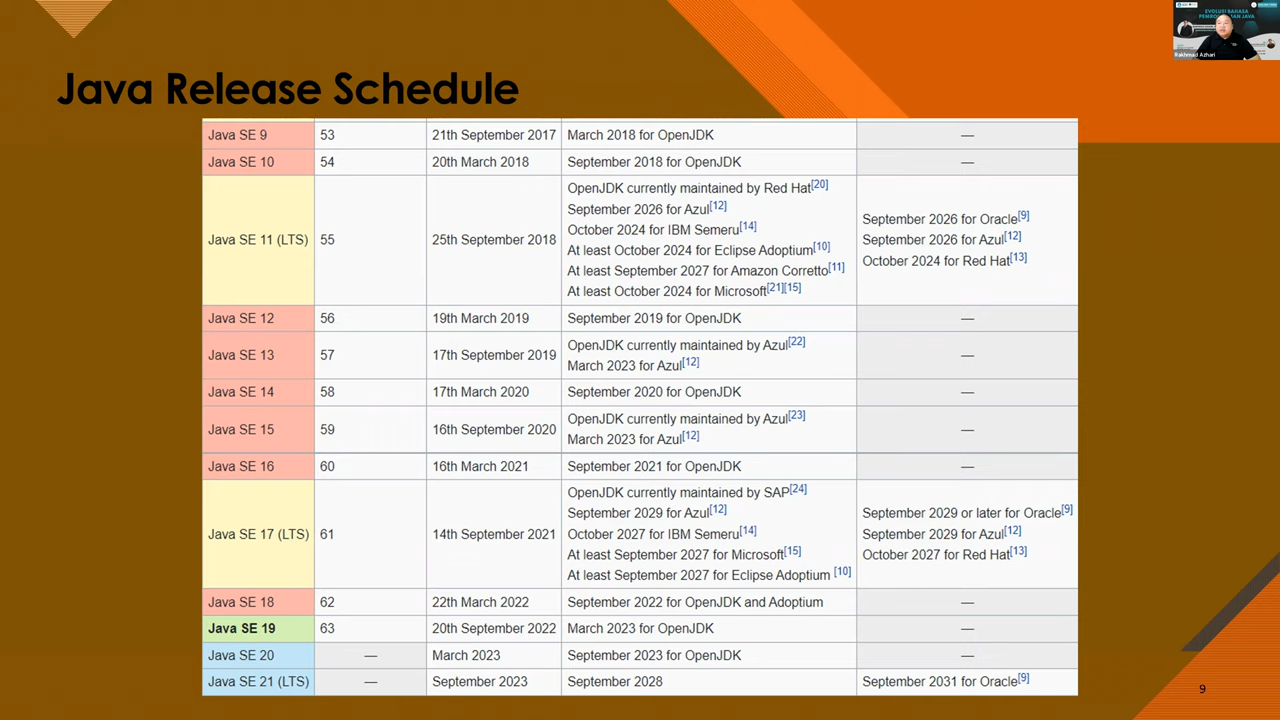 EVOLUSI BAHASA
Rakhmad Azhari
Java Release Schedule
Java SE 9 53 21th September 2017 March 2018 for OpenJDK —
Java SE 10 54 20th March 2018 September 2018 for OpenJDK —
Java SE 11 (LTS) 55 25th September 2018
OpenJDK currently maintained by Red Hat[20]
September 2026 for Azul[12]
October 2024 for IBM Semeru[14]
At least October 2024 for Eclipse Adoptium[10]
At least September 2027 for Amazon Corretto[11]
At least October 2024 for Microsoft[21][15]
September 2026 for Oracle[9]
September 2026 for Azul[12]
October 2024 for Red Hat[13]
Java SE 12 56 19th March 2019 September 2019 for OpenJDK —
Java SE 13 57 17th September 2019
OpenJDK currently maintained by Azul[22]
March 2023 for Azul[12]
—
Java SE 14 58 17th March 2020 September 2020 for OpenJDK —
Java SE 15 59 16th September 2020
OpenJDK currently maintained by Azul[23]
March 2023 for Azul[12]
—
Java SE 16 60 16th March 2021 September 2021 for OpenJDK —
Java SE 17 (LTS) 61 14th September 2021
OpenJDK currently maintained by SAP[24]
September 2029 for Azul[12]
October 2027 for IBM Semeru[14]
At least September 2027 for Microsoft[15]
At least September 2027 for Eclipse Adoptium [10]
September 2029 or later for Oracle[9]
September 2029 for Azul[12]
October 2027 for Red Hat[13]
Java SE 18 62 22th March 2022 September 2022 for OpenJDK and Adoptium —
Java SE 19 63 20th September 2022 March 2023 for OpenJDK —
Java SE 20 — March 2023 September 2023 for OpenJDK —
Java SE 21 (LTS) — September 2023 September 2028 September 2031 for Oracle[9]
9